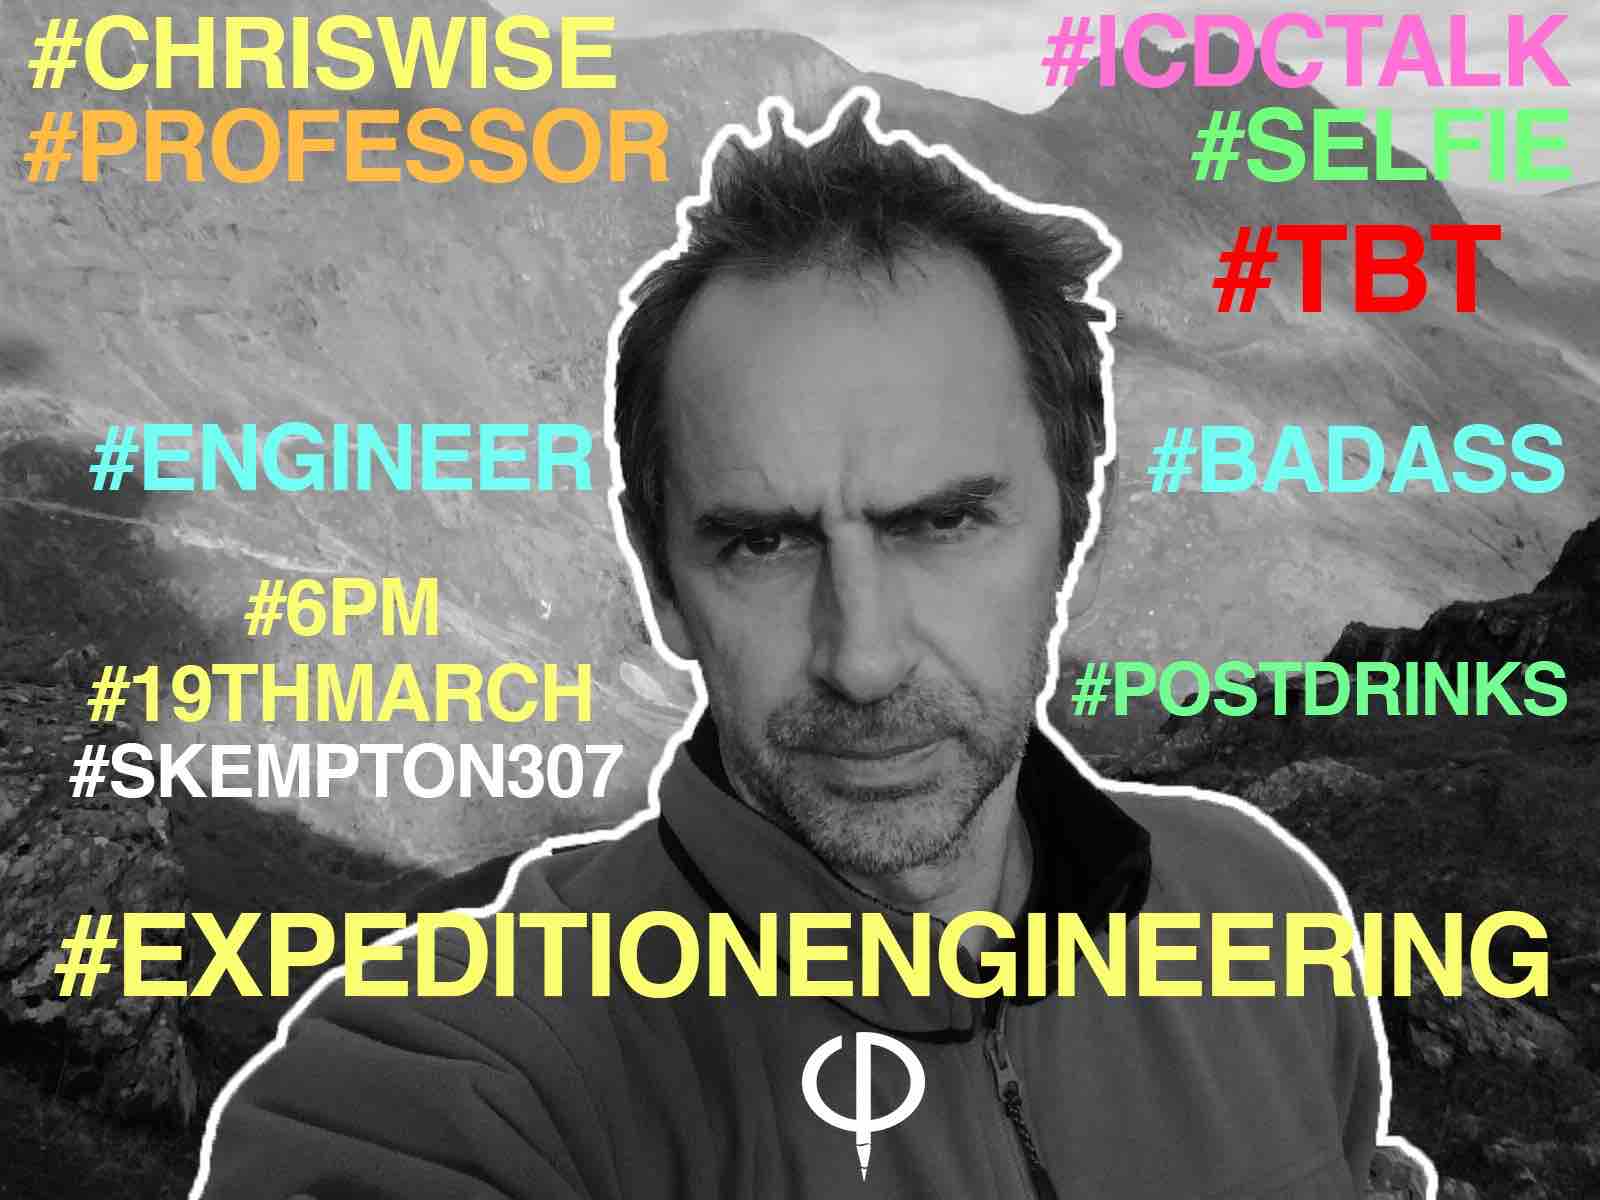 #CHRISWISE
#PROFESSOR
#ICDCTALK
#SELFIE
#TBT
#ENGINEER
#BADASS
#6PM
#19THMARCH
#SKEMPTON307
#POSTDRINKS
#EXPEDITIONENGINEERING